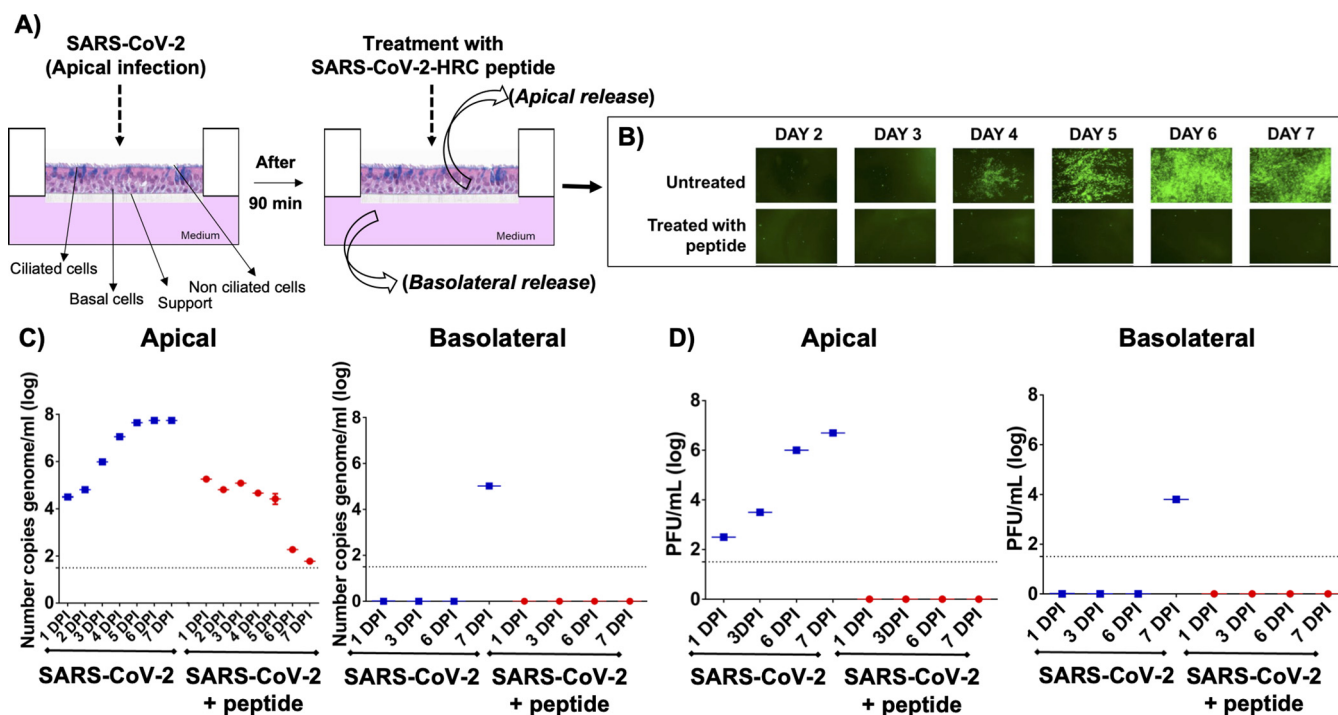 A)
SARS-CoV-2
(Apical infection)
Treatment with
SARS-CoV-2-HRC peptide
(Apical release)
After
90 min
Medium
Medium
Ciliated cells
Basal cells
Support
Non ciliated cells
(Basolateral release)
B)
DAY 2 DAY 3 DAY 4 DAY 5 DAY 6 DAY 7
Untreated
Treated with
peptide
C)
Apical
Number copies genome/ml (log)
8
6
4
2
0
1 DPI 2 DPI 3 DPI 4 DPI 5 DPI 6 DPI 7 DPI 1 DPI 2 DPI 3 DPI 4 DPI 5 DPI 6 DPI 7 DPI
SARS-CoV-2 SARS-CoV-2
+ peptide
Basolateral
Number copies genome/ml (log)
8
6
4
2
0
1 DPI 3 DPI 6 DPI 7 DPI 1 DPI 3 DPI 6 DPI 7 DPI
SARS-CoV-2 SARS-CoV-2
+ peptide
D)
Apical
PFU/mL (log)
8
6
4
2
0
1 DPI 3DPI 6 DPI 7 DPI 1 DPI 3DPI 6 DPI 7 DPI
SARS-CoV-2 SARS-CoV-2
+ peptide
Basolateral
PFU/mL (log)
8
6
4
2
0
1 DPI 3 DPI 6 DPI 7 DPI 1 DPI 3 DPI 6 DPI 7 DPI
SARS-CoV-2 SARS-CoV-2
+ peptide